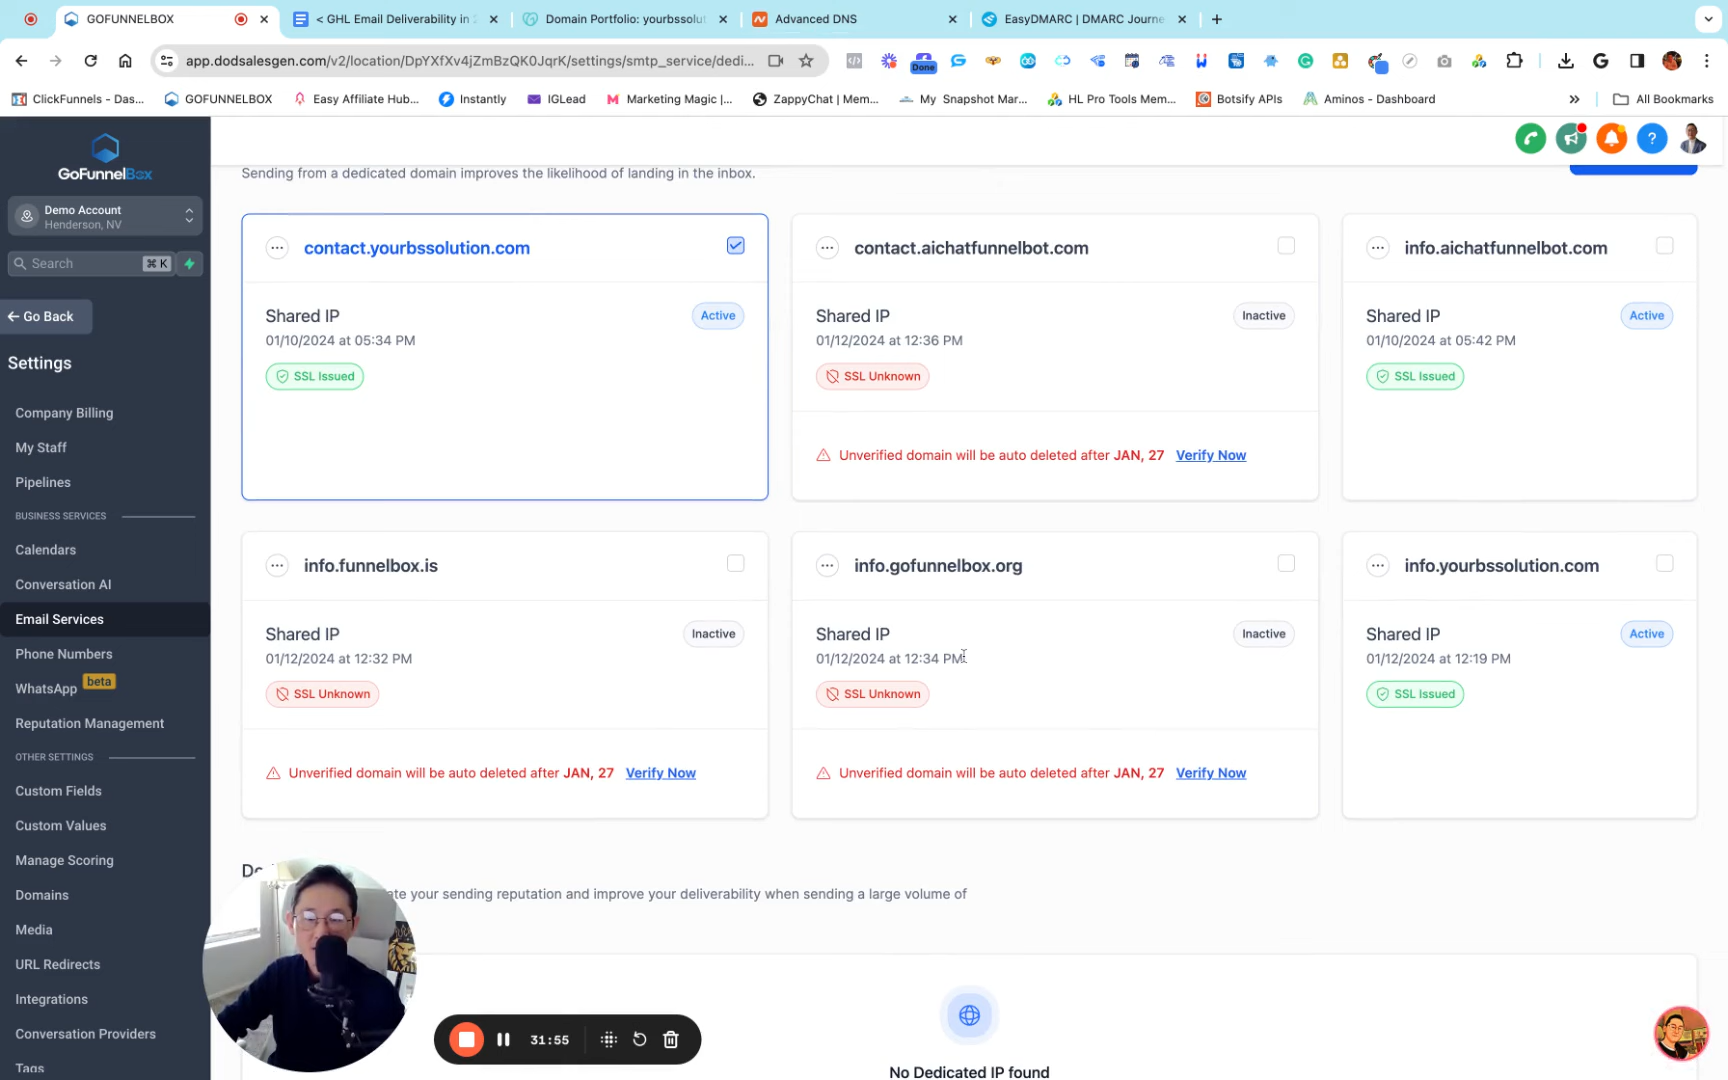 GOFUNNELBOX
< GHL Email Deliverability in 2
Domain Portfolio: yourbssolut
Advanced DNS
EasyDMARC | DMARC Journe
app.dodsalesgen.com/v2/location/DpYXfXv4jZmBzQK0JqrK/settings/smtp_service/dedi...
Done
ClickFunnels - Das...
GOFUNNELBOX
Easy Affiliate Hub...
Instantly
IGLead
Marketing Magic |...
ZappyChat | Mem...
My Snapshot Mar...
HL Pro Tools Mem...
Botsify APIs
Aminos - Dashboard
All Bookmarks
GoFunnelBox
Demo Account
Henderson, NV
Search
⌘ K
Go Back
Settings
Company Billing
My Staff
Pipelines
BUSINESS SERVICES
Calendars
Conversation AI
Email Services
Phone Numbers
WhatsApp beta
Reputation Management
OTHER SETTINGS
Custom Fields
Custom Values
Manage Scoring
Domains
Media
URL Redirects
Integrations
Conversation Providers
Tags
Sending from a dedicated domain improves the likelihood of landing in the inbox.
contact.yourbssolution.com
Shared IP
Active
01/10/2024 at 05:34 PM
SSL Issued
contact.aichatfunnelbot.com
Shared IP
Inactive
01/12/2024 at 12:36 PM
SSL Unknown
Unverified domain will be auto deleted after JAN, 27 Verify Now
info.aichatfunnelbot.com
Shared IP
Active
01/10/2024 at 05:42 PM
SSL Issued
info.funnelbox.is
Shared IP
Inactive
01/12/2024 at 12:32 PM
SSL Unknown
Unverified domain will be auto deleted after JAN, 27 Verify Now
info.gofunnelbox.org
Shared IP
Inactive
01/12/2024 at 12:34 PM
SSL Unknown
Unverified domain will be auto deleted after JAN, 27 Verify Now
info.yourbssolution.com
Shared IP
Active
01/12/2024 at 12:19 PM
SSL Issued
your sending reputation and improve your deliverability when sending a large volume of
No Dedicated IP found
31:55